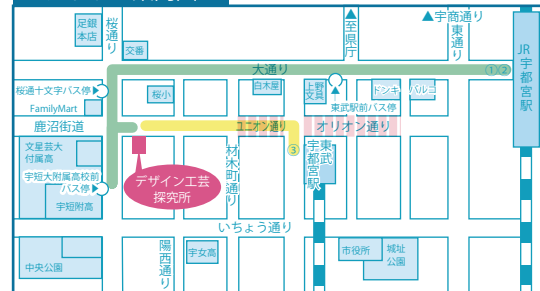 足銀
本店
桜通り
交番
▲至県庁
▲宇商通り
東通り
JR宇都宮駅
大通り
①②
桜通十文字バス停▶
FamilyMart
桜小
白木屋
上野
文具
▲
東武駅前バス停
ドンキ
パルコ
鹿沼街道
ユニオン通り
オリオン通り
文星芸大
付属高
③
東武
宇都宮駅
宇短大附属高校前
バス停▶
宇短附高
デザイン工芸
探究所
材木町通り
いちょう通り
陽西通り
宇女高
市役所
城址
公園
中央公園